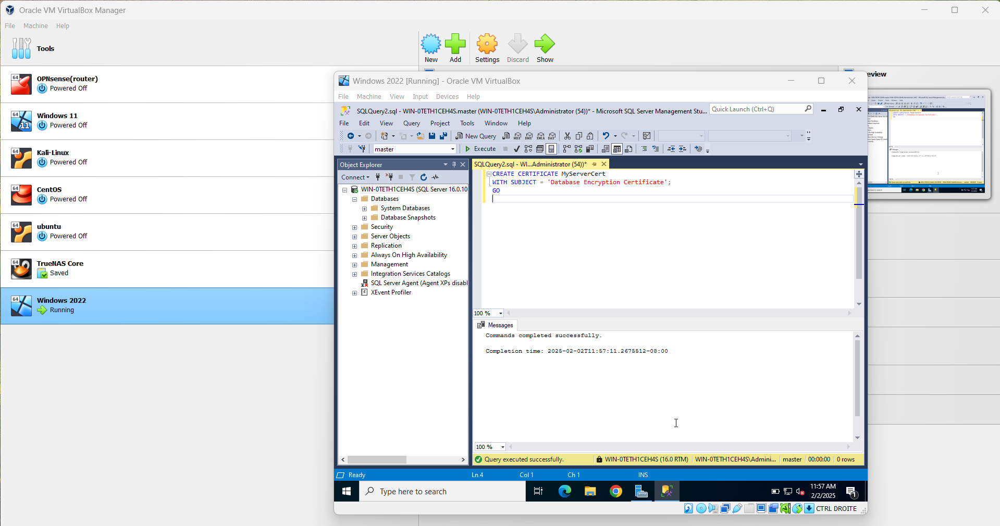 Oracle VM VirtualBox Manager
File Machine Help
Tools
New Add Settings Discard Show
64
OPNsense(router)
Powered Off
64
11
Windows 11
Powered Off
64
Kali-Linux
Powered Off
64
CentOS
Powered Off
64
ubuntu
Powered Off
64
TrueNAS Core
Saved
64
Windows 2022
Running
eview
Windows 2022 [Running] - Oracle VM VirtualBox
File Machine View Input Devices Help
SQLQuery2.sql - WIN-0TETH1CEH4S.master (WIN-0TETH1CEH4S\Administrator (54))* - Microsoft SQL Server Management Stu...
Quick Launch (Ctrl+Q)
File Edit View Query Project Tools Window Help
New Query MDX DMX XMLA DAX
master Execute
Object Explorer
Connect
WIN-0TETH1CEH4S (SQL Server 16.0.10
Databases
System Databases
Database Snapshots
Security
Server Objects
Replication
Always On High Availability
Management
Integration Services Catalogs
SQL Server Agent (Agent XPs disabl
XEvent Profiler
SQLQuery2.sql - WI...Administrator (54))*
CREATE CERTIFICATE MyServerCert
WITH SUBJECT = 'Database Encryption Certificate';
GO
100 %
Messages
Commands completed successfully.
Completion time: 2025-02-02T11:57:11.2675512-08:00
100 %
Query executed successfully. WIN-0TETH1CEH4S (16.0 RTM) WIN-0TETH1CEH4S\Admini... master 00:00:00 0 rows
Ready Ln 4 Col 1 Ch 1 INS
Type here to search
11:57 AM
2/2/2025
1
CTRL DROITE